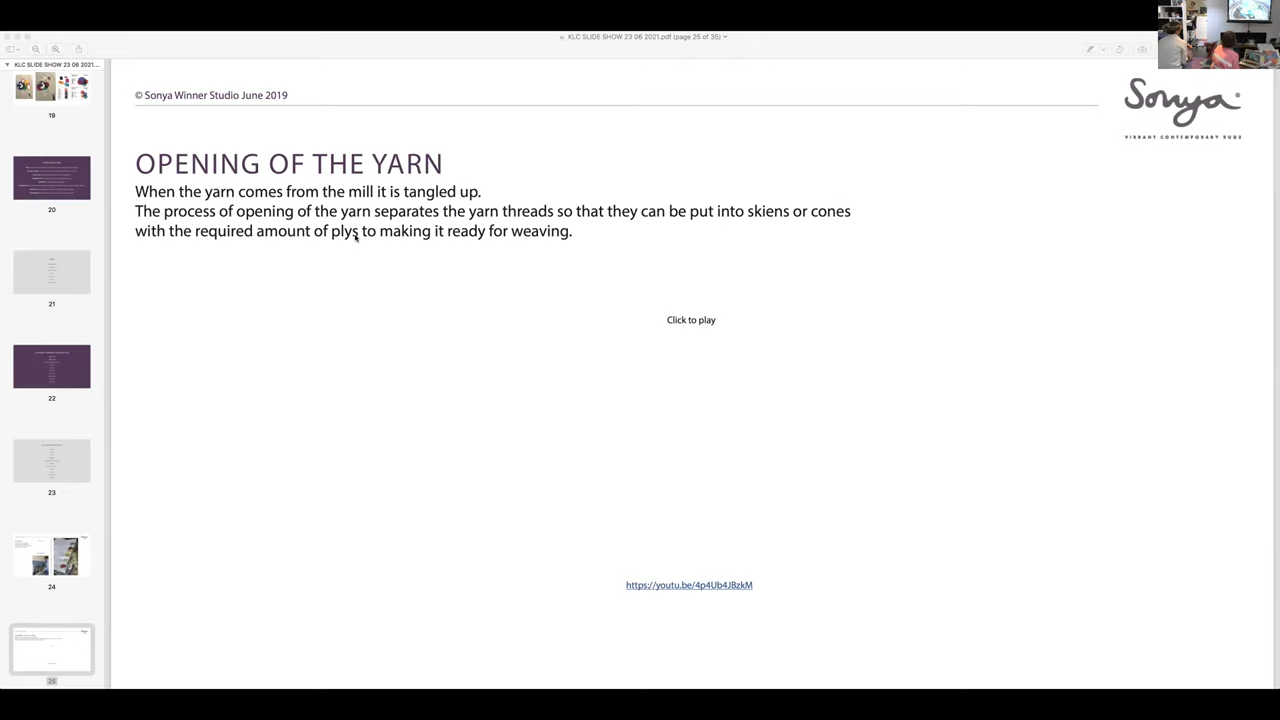 KLC SLIDE SHOW 23 06 2021.pdf (page 25 of 35)
KLC SLIDE SHOW 23 06 2021....
19
20
21
22
23
24
25
© Sonya Winner Studio June 2019
Sonya
VIBRANT CONTEMPORARY RUGS
OPENING OF THE YARN
When the yarn comes from the mill it is tangled up.
The process of opening of the yarn separates the yarn threads so that they can be put into skiens or cones
with the required amount of plys to making it ready for weaving.
Click to play
https://youtu.be/4p4Ub4JBzkM